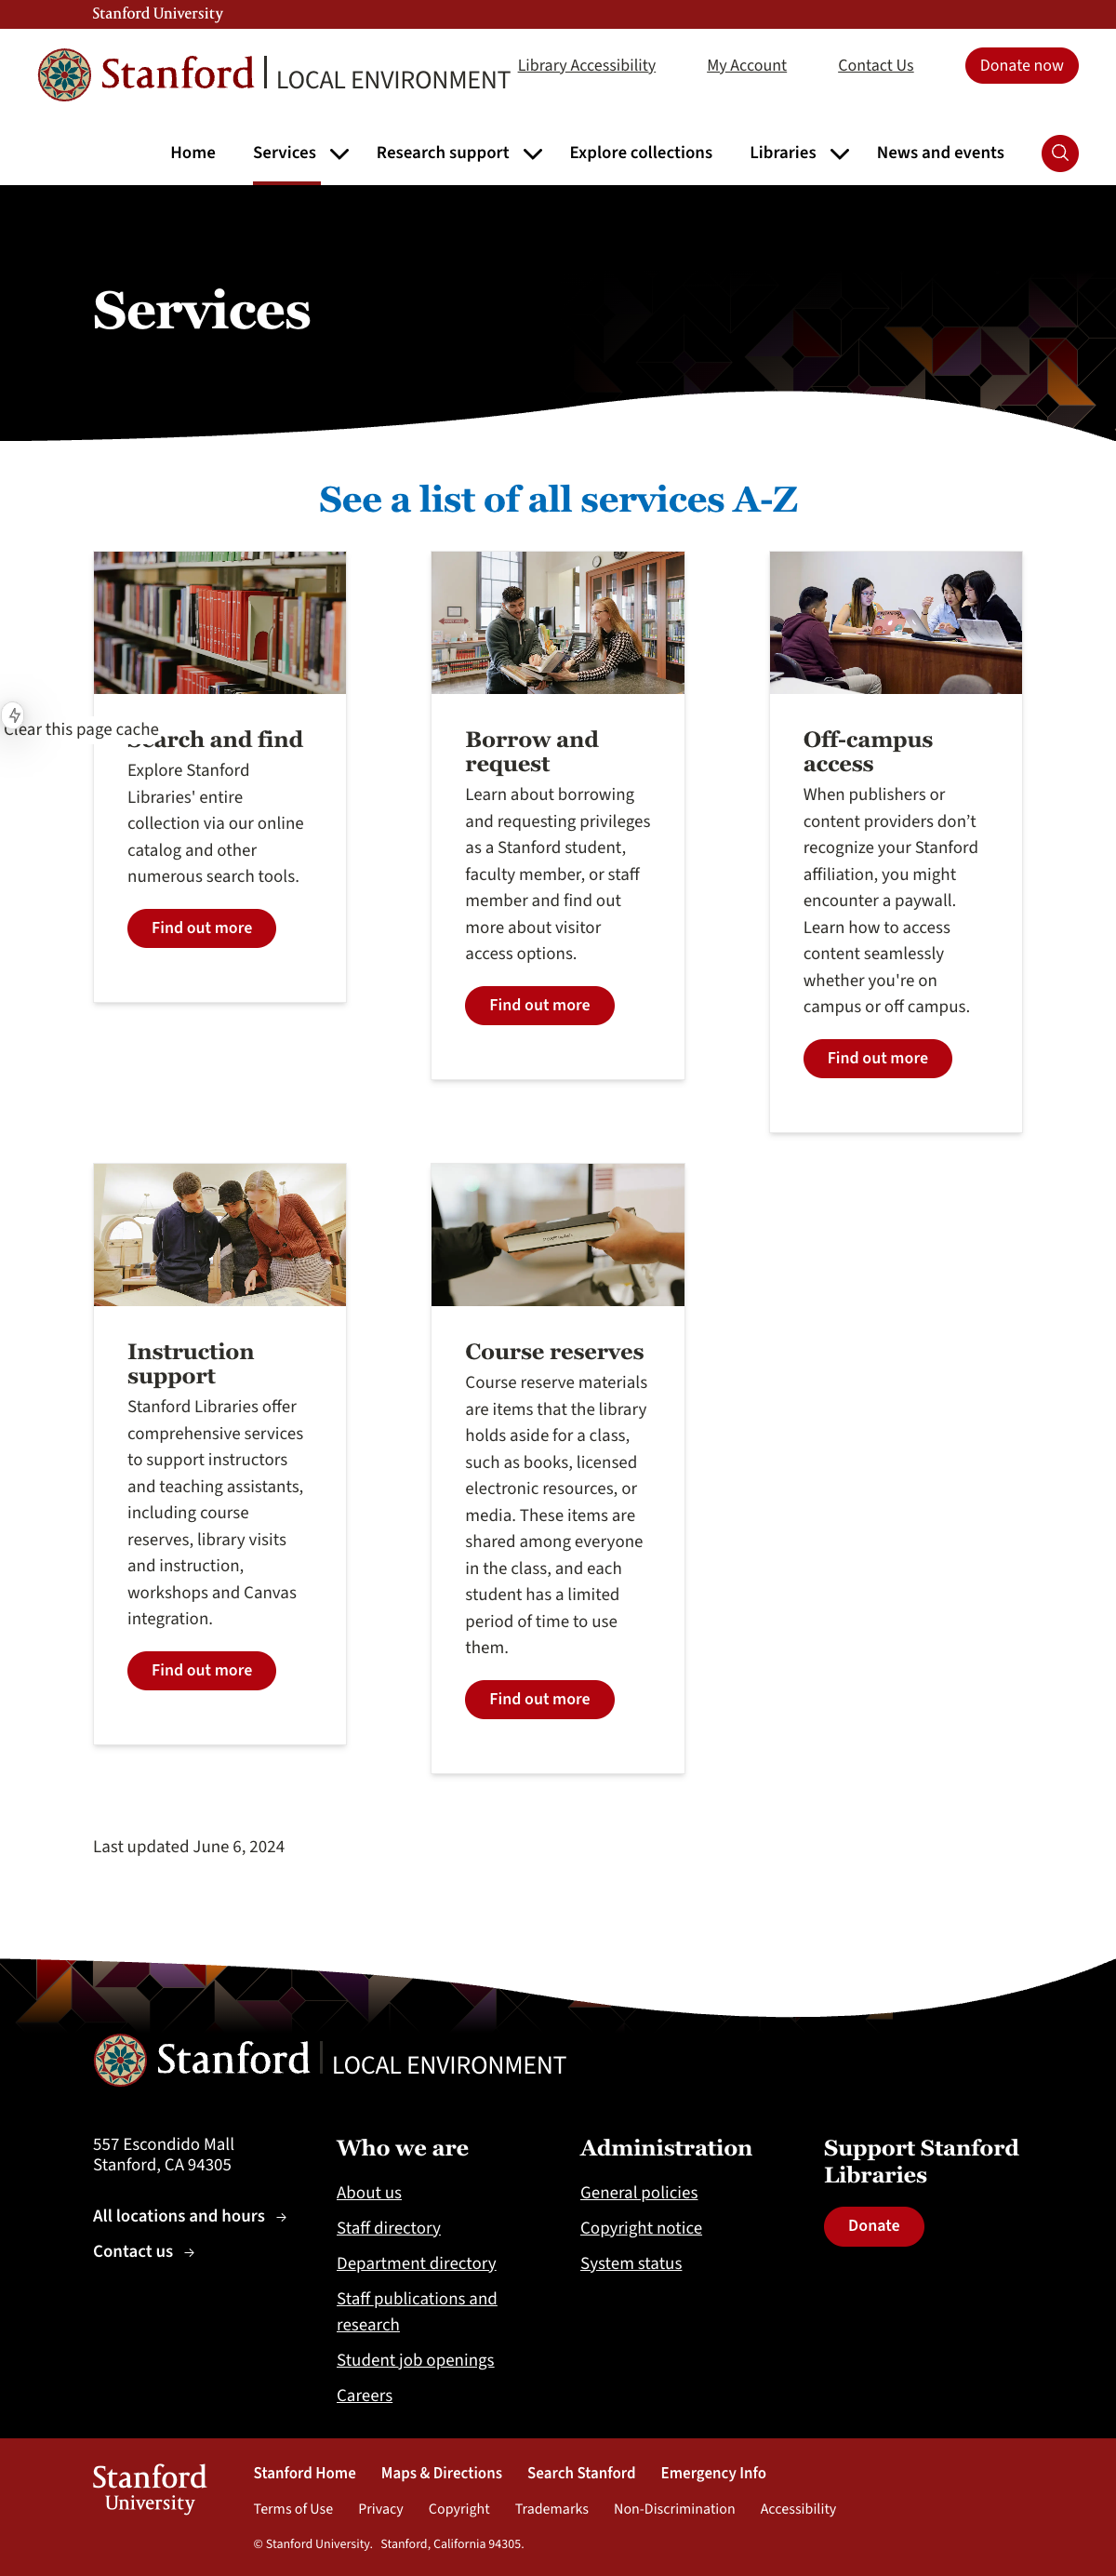 Stanford University
Stanford | LOCAL ENVIRONMENT
Library Accessibility
My Account
Contact Us
Donate now
Home
Services
Research support
Explore collections
Libraries
News and events
Services
See a list of all services A-Z
Clear this page cache
Search and find
Explore Stanford
Libraries' entire
collection via our online
catalog and other
numerous search tools.
Find out more
Borrow and
request
Learn about borrowing
and requesting privileges
as a Stanford student,
faculty member, or staff
member and find out
more about visitor
access options.
Find out more
Off-campus
access
When publishers or
content providers don’t
recognize your Stanford
affiliation, you might
encounter a paywall.
Learn how to access
content seamlessly
whether you're on
campus or off campus.
Find out more
Instruction
support
Stanford Libraries offer
comprehensive services
to support instructors
and teaching assistants,
including course
reserves, library visits
and instruction,
workshops and Canvas
integration.
Find out more
Course reserves
Course reserve materials
are items that the library
holds aside for a class,
such as books, licensed
electronic resources, or
media. These items are
shared among everyone
in the class, and each
student has a limited
period of time to use
them.
Find out more
Last updated June 6, 2024
Stanford | LOCAL ENVIRONMENT
557 Escondido Mall
Stanford, CA 94305
All locations and hours →
Contact us →
Who we are
About us
Staff directory
Department directory
Staff publications and
research
Student job openings
Careers
Administration
General policies
Copyright notice
System status
Support Stanford
Libraries
Donate
Stanford
University
Stanford Home
Maps & Directions
Search Stanford
Emergency Info
Terms of Use
Privacy
Copyright
Trademarks
Non-Discrimination
Accessibility
© Stanford University. Stanford, California 94305.